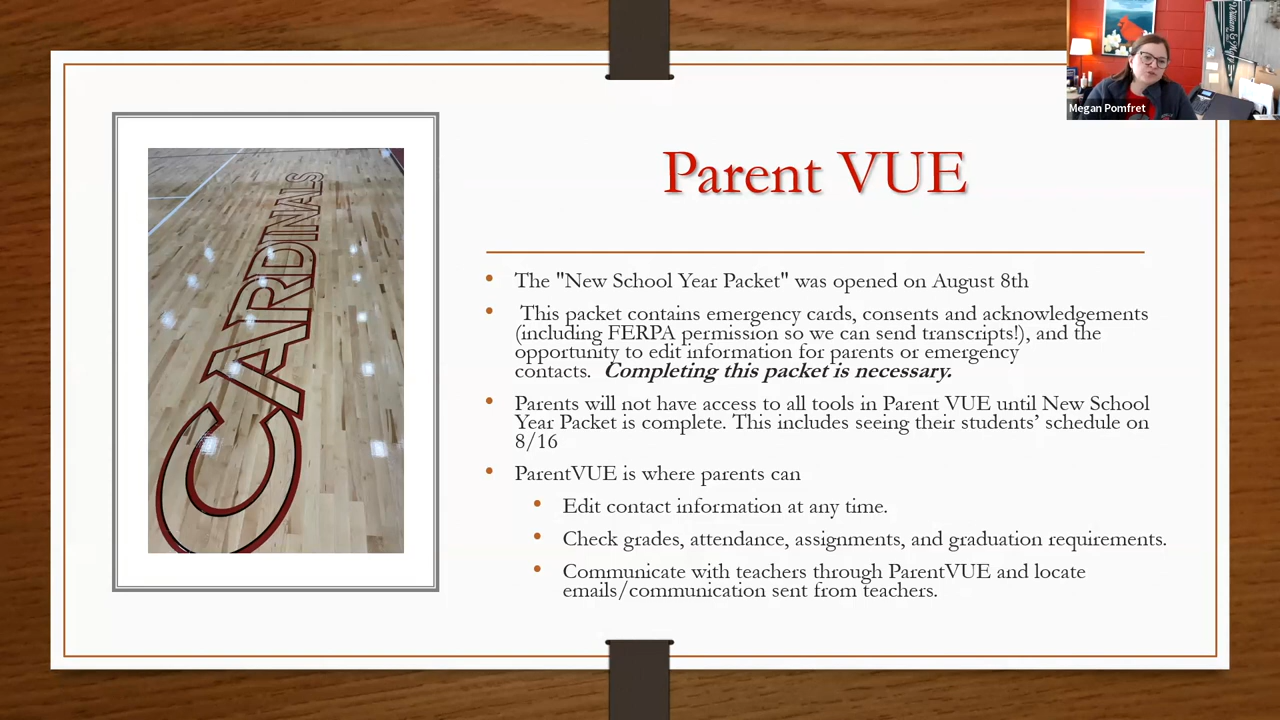 Megan Pomfret
CARDINALS
Parent VUE
The "New School Year Packet" was opened on August 8th
This packet contains emergency cards, consents and acknowledgements
(including FERPA permission so we can send transcripts!), and the
opportunity to edit information for parents or emergency
contacts. Completing this packet is necessary.
Parents will not have access to all tools in Parent VUE until New School
Year Packet is complete. This includes seeing their students’ schedule on
8/16
ParentVUE is where parents can
Edit contact information at any time.
Check grades, attendance, assignments, and graduation requirements.
Communicate with teachers through ParentVUE and locate
emails/communication sent from teachers.
William & Mary